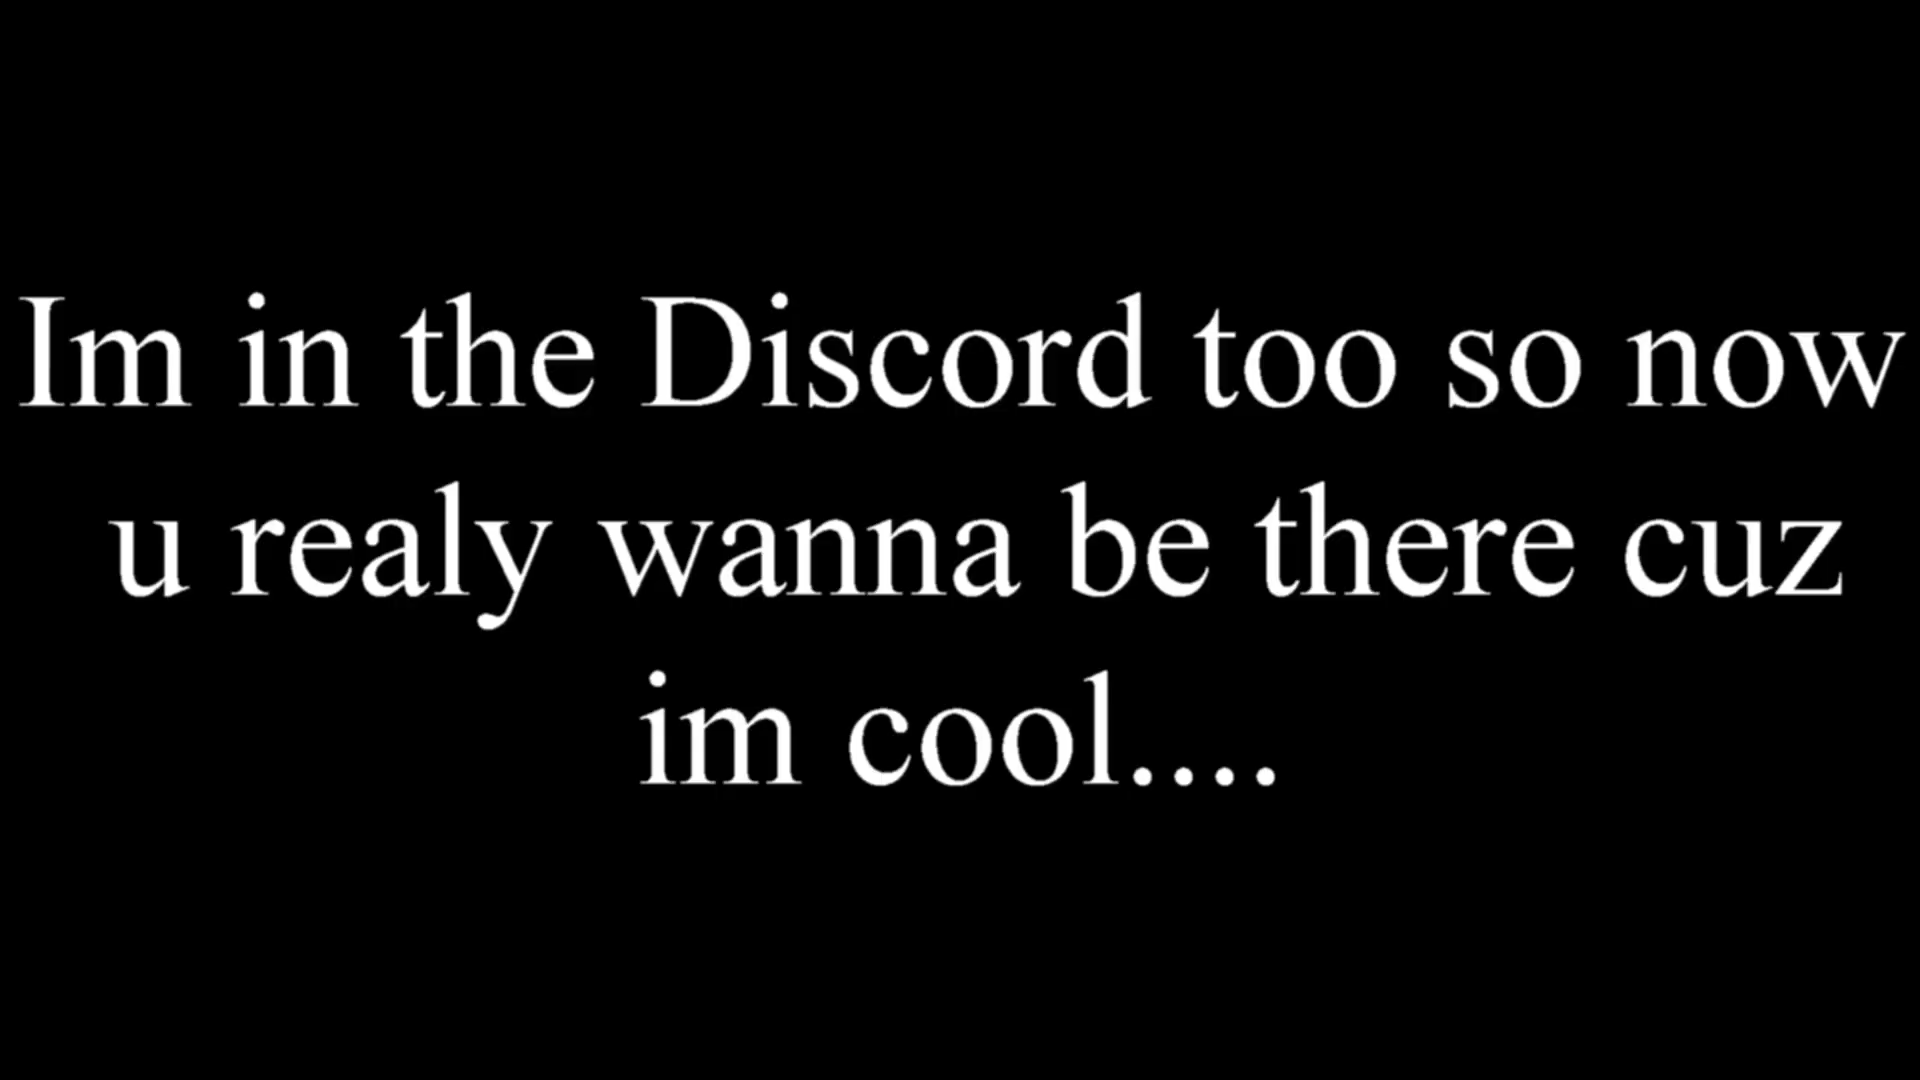 Im in the Discord too so now
u realy wanna be there cuz
im cool....